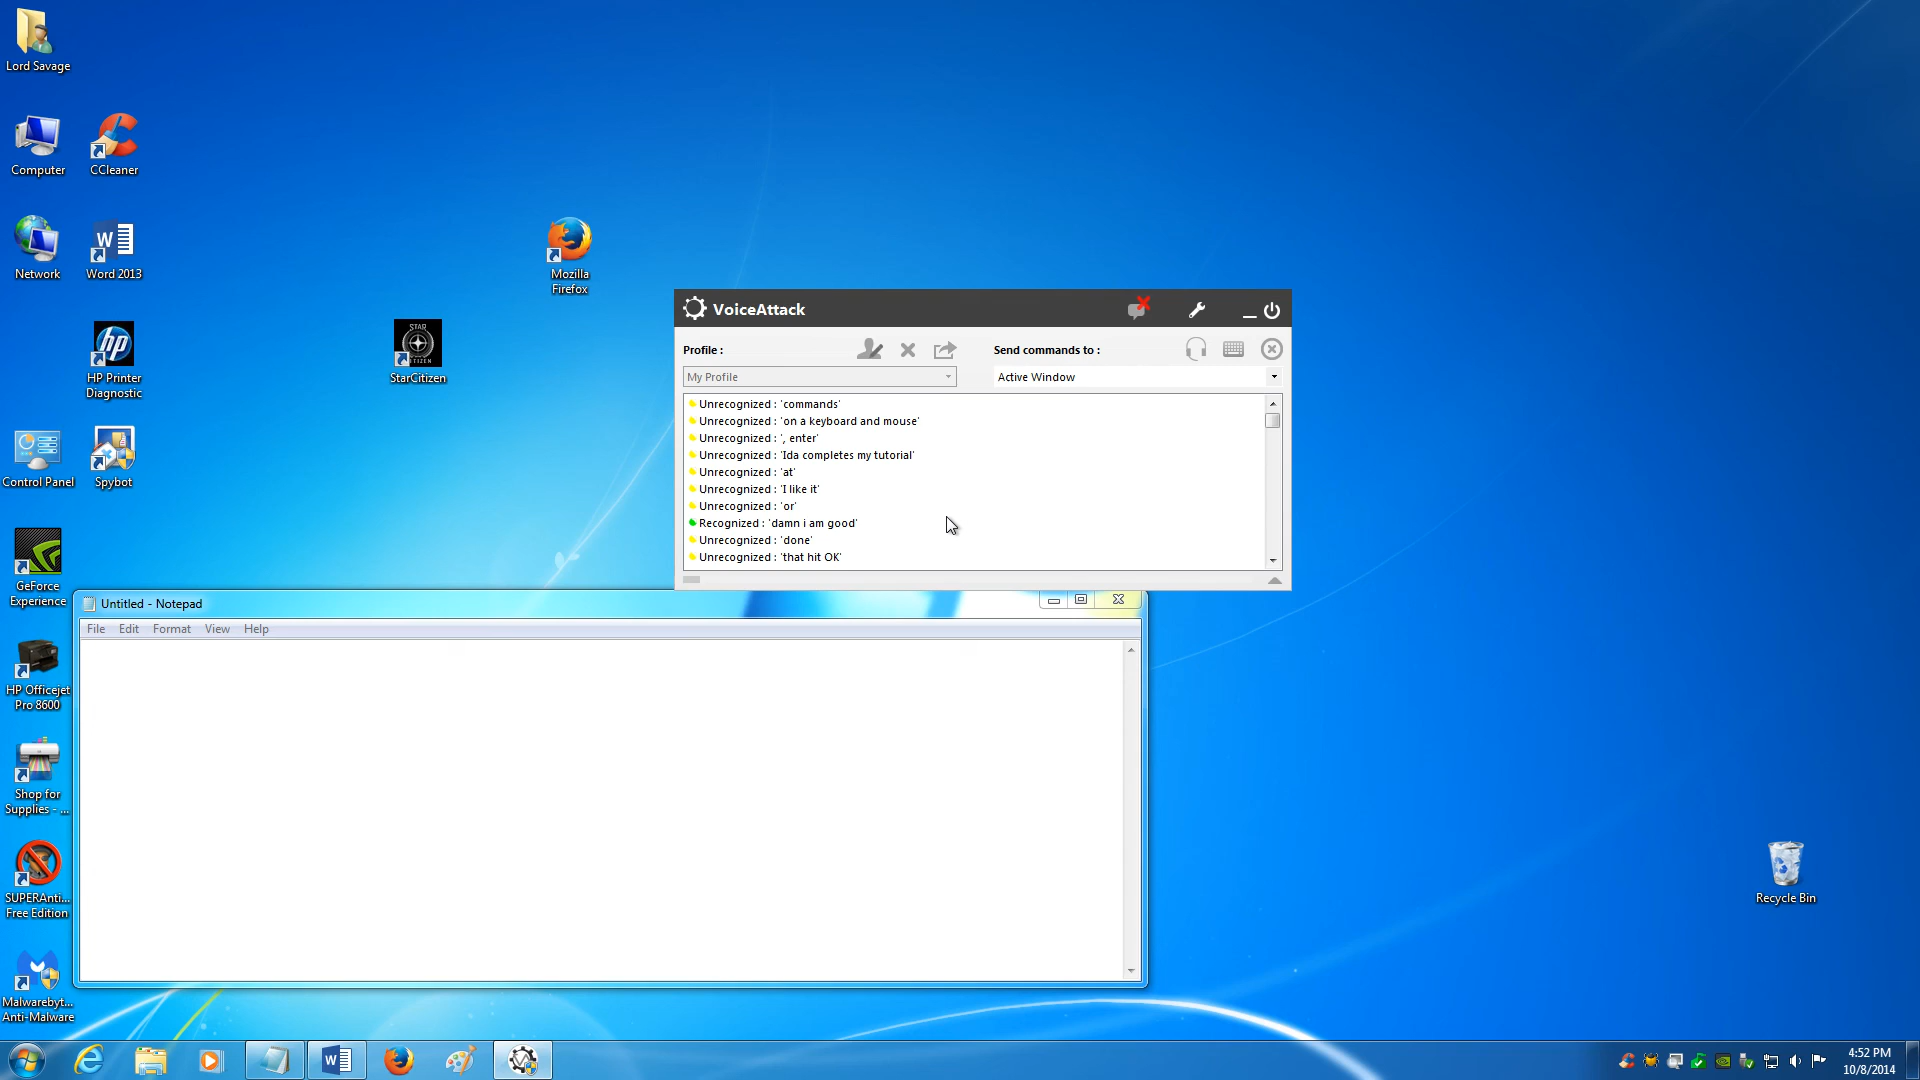 Lord Savage
Computer
CCleaner
Network
Word 2013
Mozilla
Firefox
HP Printer
Diagnostic
STAR
CITIZEN
StarCitizen
Control Panel
Spybot
GeForce
Experience
HP Officejet
Pro 8600
Shop for
Supplies - ...
SUPERAnti...
Free Edition
Malwarebyt...
Anti-Malware
VoiceAttack
Profile :
Send commands to :
My Profile
Active Window
Unrecognized : 'commands'
Unrecognized : 'on a keyboard and mouse'
Unrecognized : ', enter'
Unrecognized : 'Ida completes my tutorial'
Unrecognized : 'at'
Unrecognized : 'I like it'
Unrecognized : 'or'
Recognized : 'damn i am good'
Unrecognized : 'done'
Unrecognized : 'that hit OK'
Untitled - Notepad
File Edit Format View Help
Recycle Bin
4:52 PM
10/8/2014